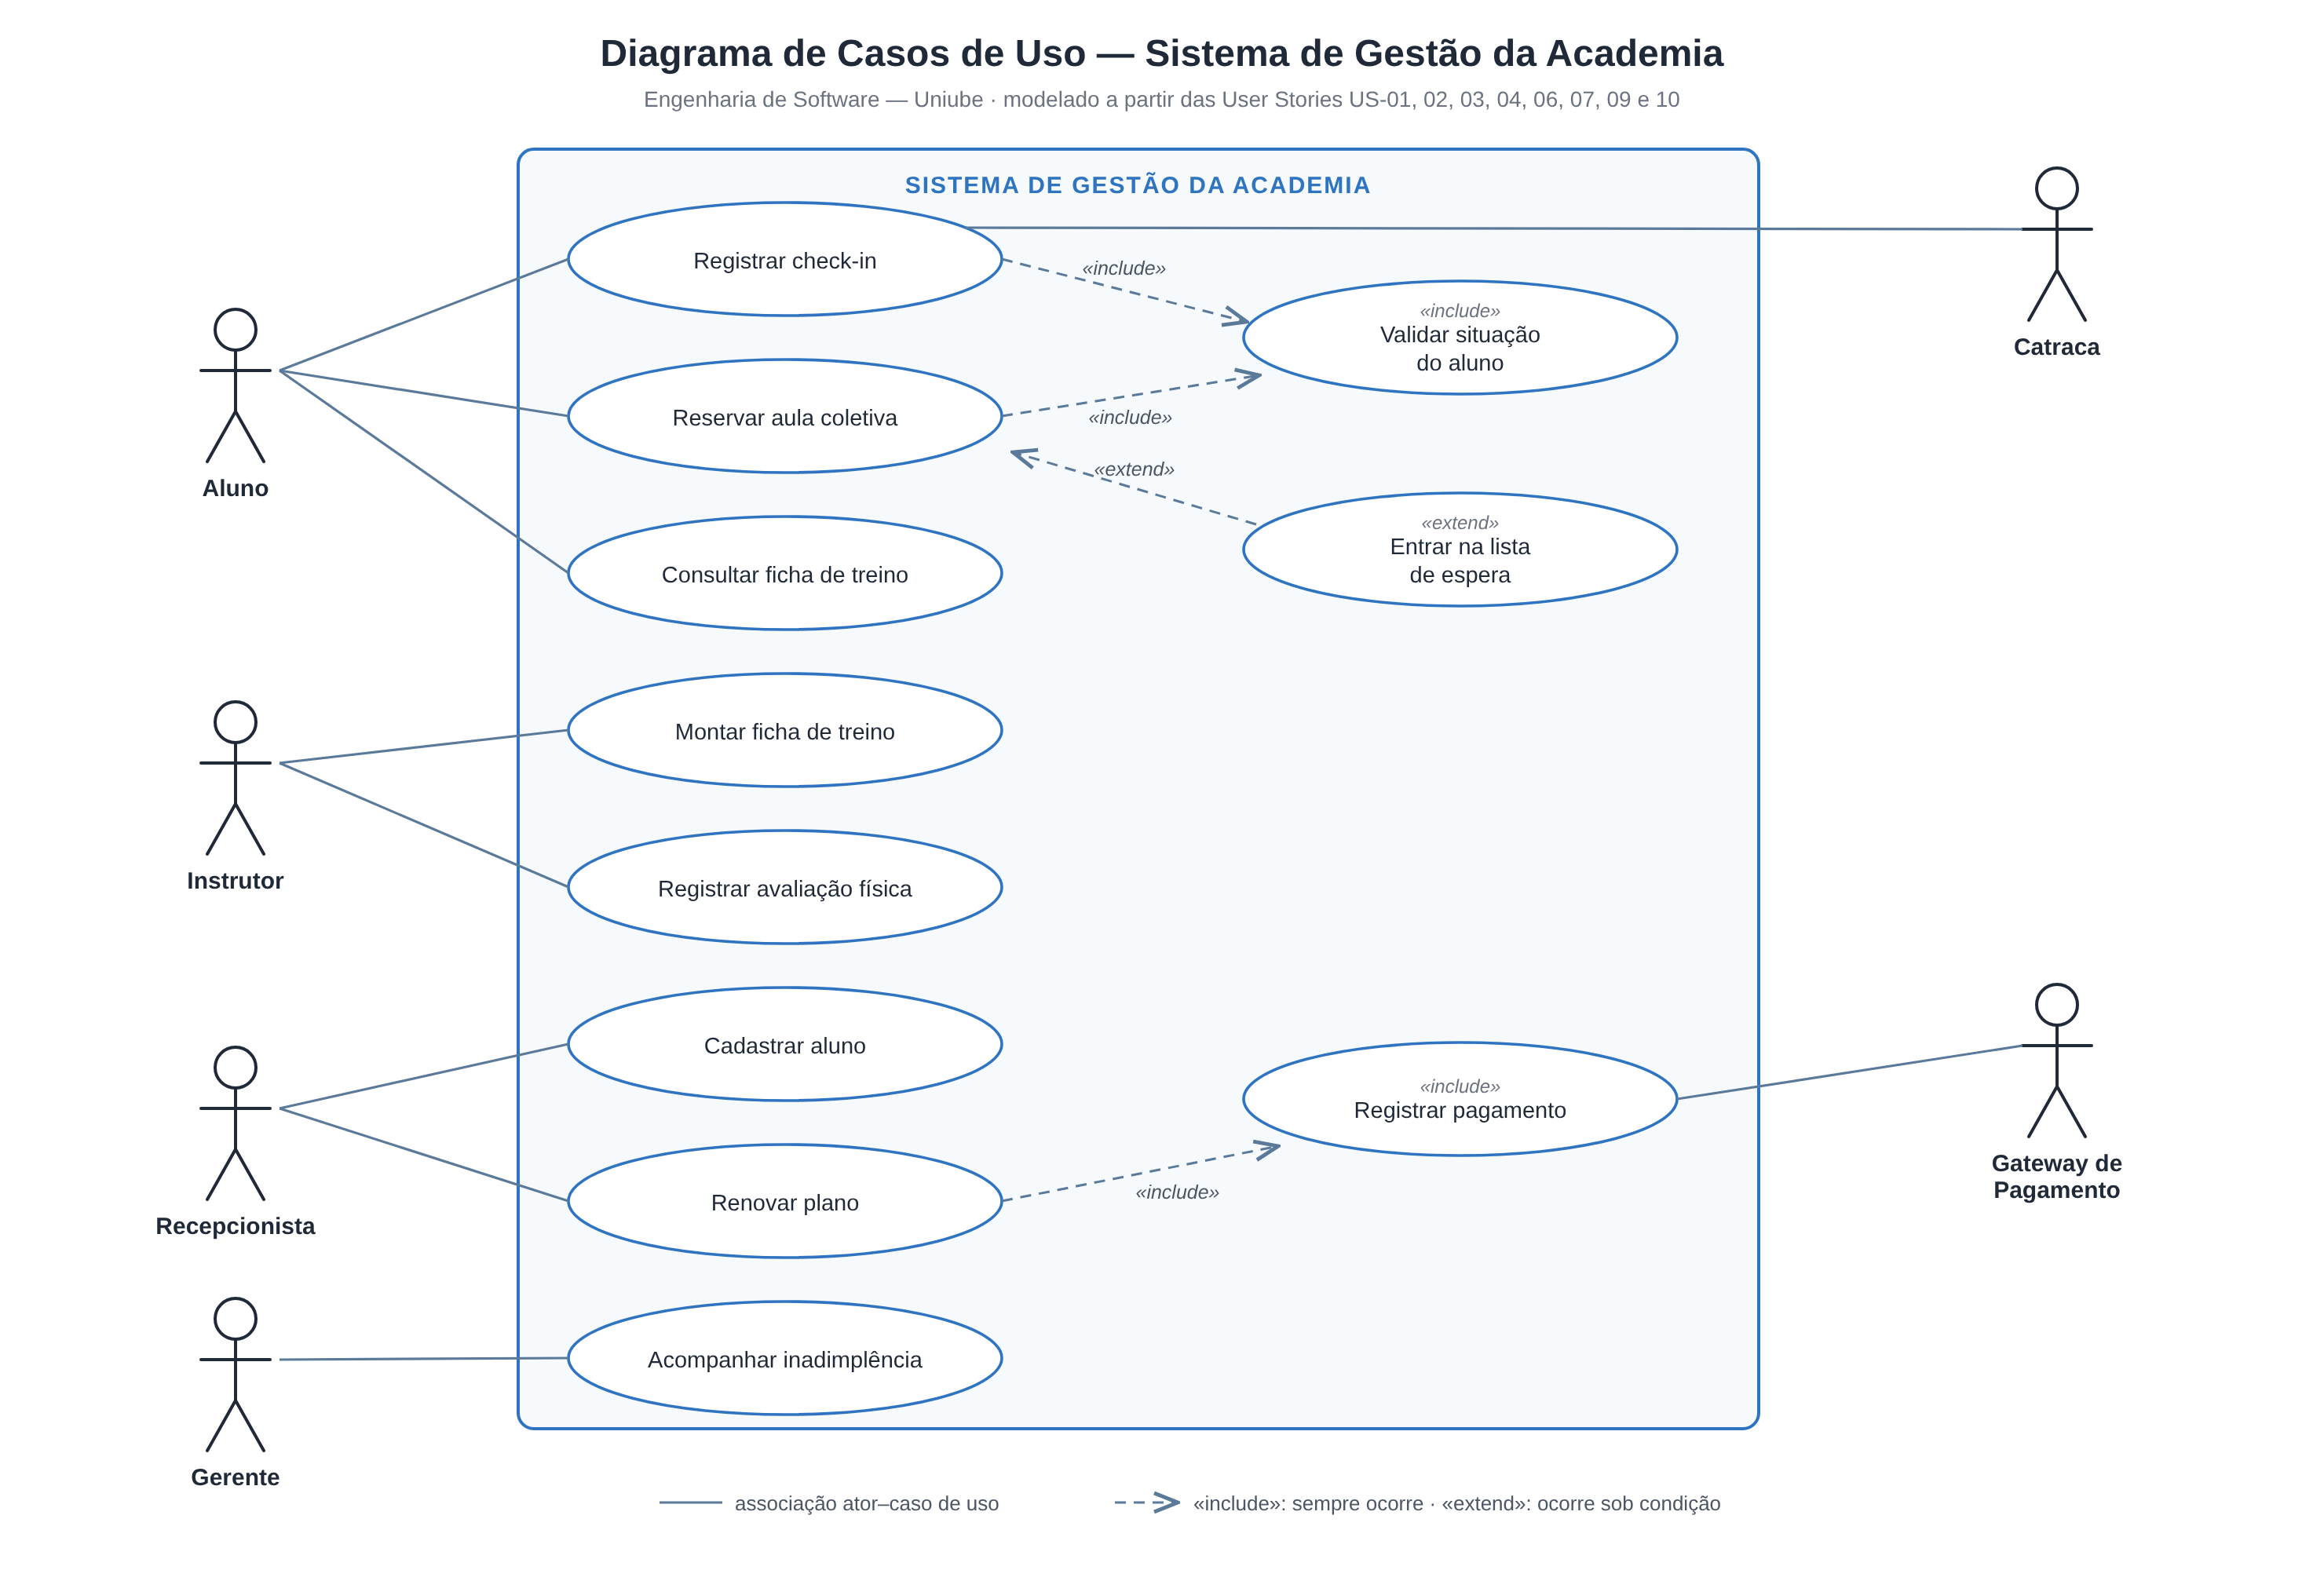 Diagrama de Casos de Uso — Sistema de Gestão da Academia
Engenharia de Software — Uniube · modelado a partir das User Stories US-01, 02, 03, 04, 06, 07, 09 e 10
SISTEMA DE GESTÃO DA ACADEMIA
Registrar check-in
«include»
«include»
Validar situação
do aluno
Catraca
Reservar aula coletiva
«include»
«extend»
Aluno
«extend»
Entrar na lista
de espera
Consultar ficha de treino
Montar ficha de treino
Instrutor
Registrar avaliação física
Cadastrar aluno
«include»
Registrar pagamento
Gateway de
Pagamento
Renovar plano
«include»
Recepcionista
Acompanhar inadimplência
Gerente
associação ator–caso de uso
«include»: sempre ocorre · «extend»: ocorre sob condição